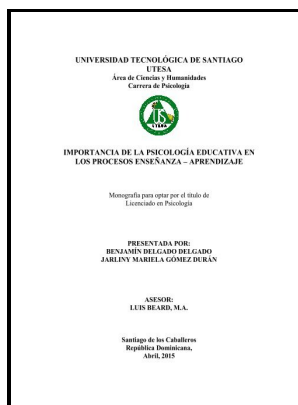 UNIVERSIDAD TECNOLÓGICA DE SANTIAGO
UTESA
Área de Ciencias y Humanidades
Carrera de Psicología
UTESA
IMPORTANCIA DE LA PSICOLOGÍA EDUCATIVA EN
LOS PROCESOS ENSEÑANZA – APRENDIZAJE
Monografía para optar por el título de
Licenciado en Psicología
PRESENTADA POR:
BENJAMÍN DELGADO DELGADO
JARLINY MARIELA GÓMEZ DURÁN
ASESOR:
LUIS BEARD, M.A.
Santiago de los Caballeros
República Dominicana,
Abril, 2015